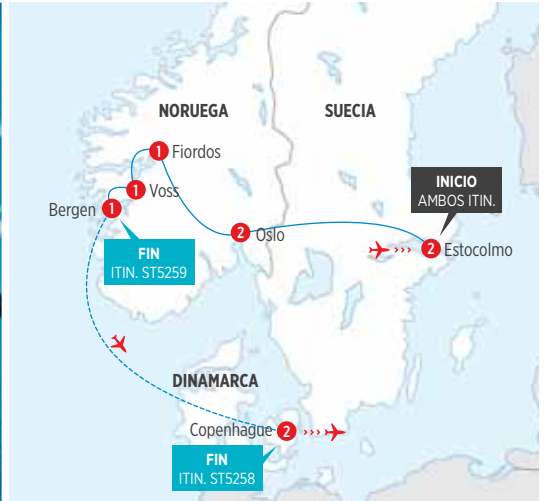 NORUEGA
SUECIA
1 Fiordos
1 Voss
Bergen 1
INICIO
AMBOS ITIN.
2 Oslo
2 Estocolmo
FIN
ITIN. ST5259
DINAMARCA
Copenhague 2
FIN
ITIN. ST5258